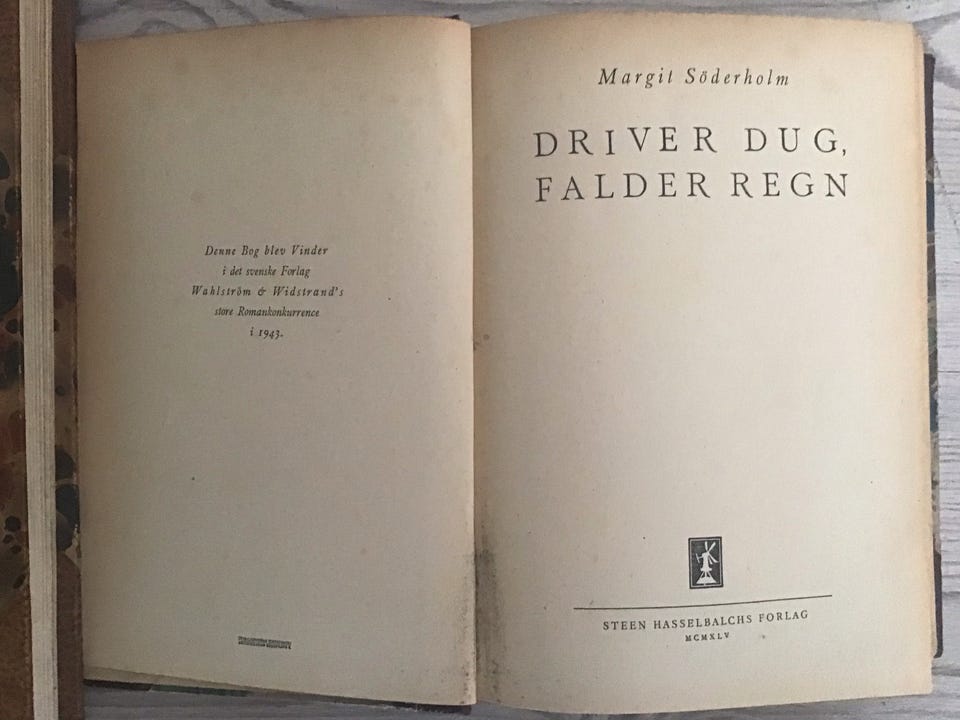 Denne Bog blev Vinder
i det svenske Forlag
Wahlström & Widstrand's
store Romankonkurrence
i 1943.
Margit Söderholm
DRIVER DUG,
FALDER REGN
STEEN HASSELBALCHS FORLAG
MCMXLV